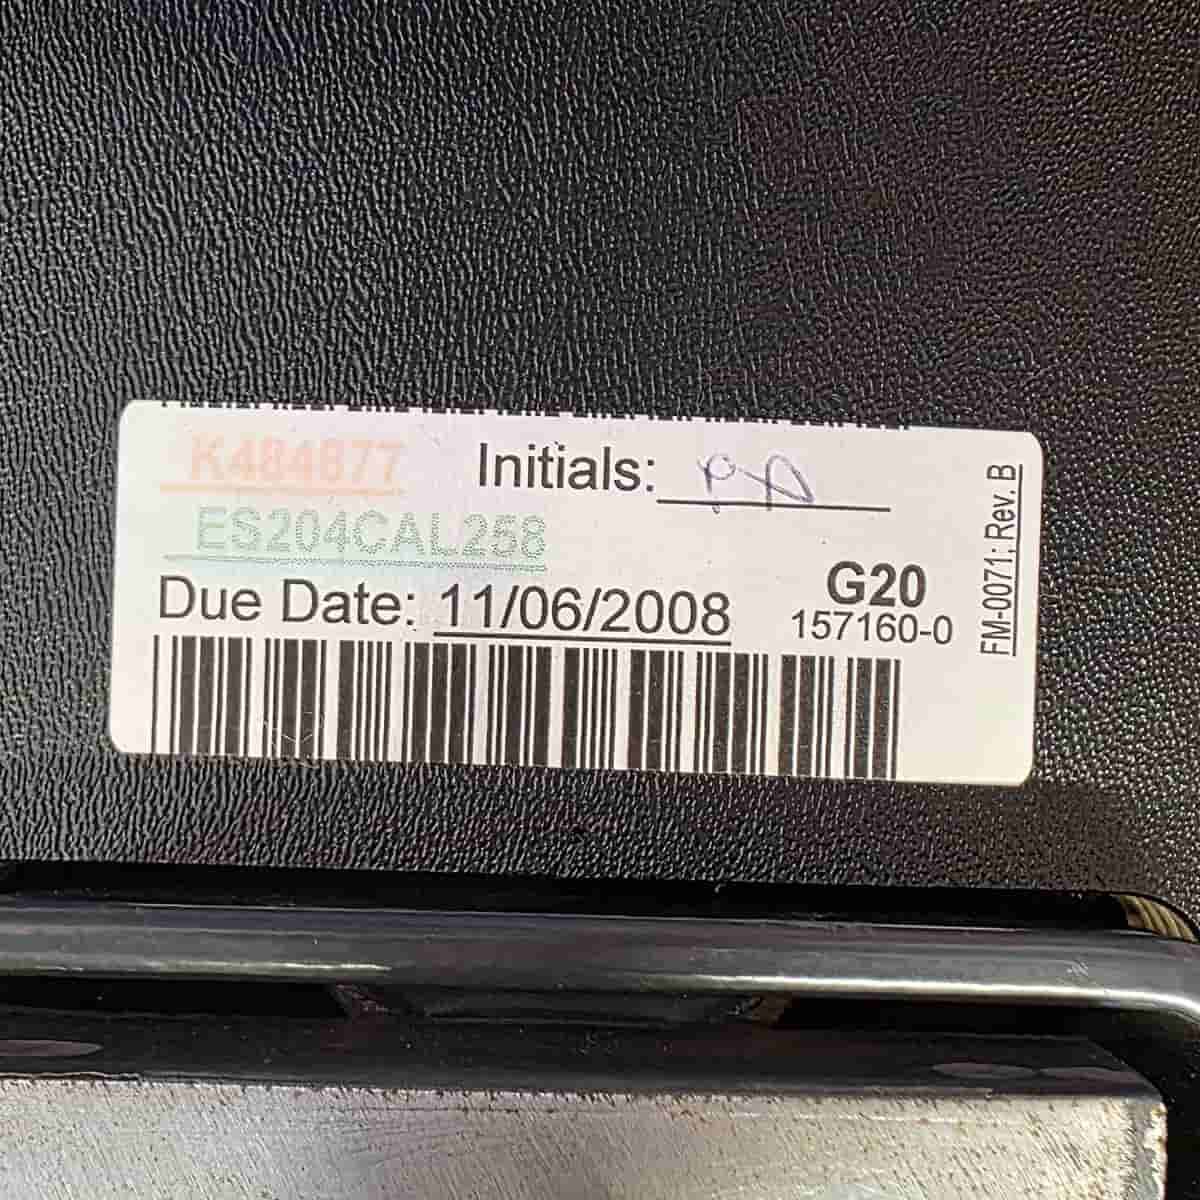 K484877 Initials:
ES204CAL258
Due Date: 11/06/2008
G20
157160-0
FM-0071: Rev. B